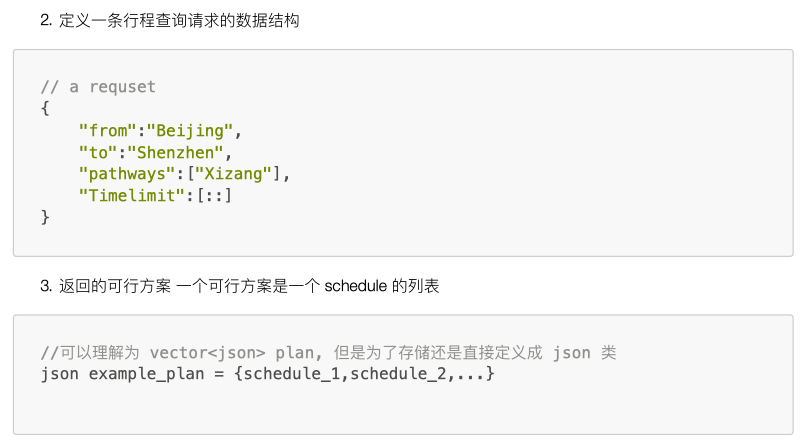 2. 定义一条行程查询请求的数据结构
// a requset
{
    "from":"Beijing",
    "to":"Shenzhen",
    "pathways":["Xizang"],
    "Timelimit":[::]
}
3. 返回的可行方案 一个可行方案是一个 schedule 的列表
//可以理解为 vector<json> plan, 但是为了存储还是直接定义成 json 类
json example_plan = {schedule_1,schedule_2,...}